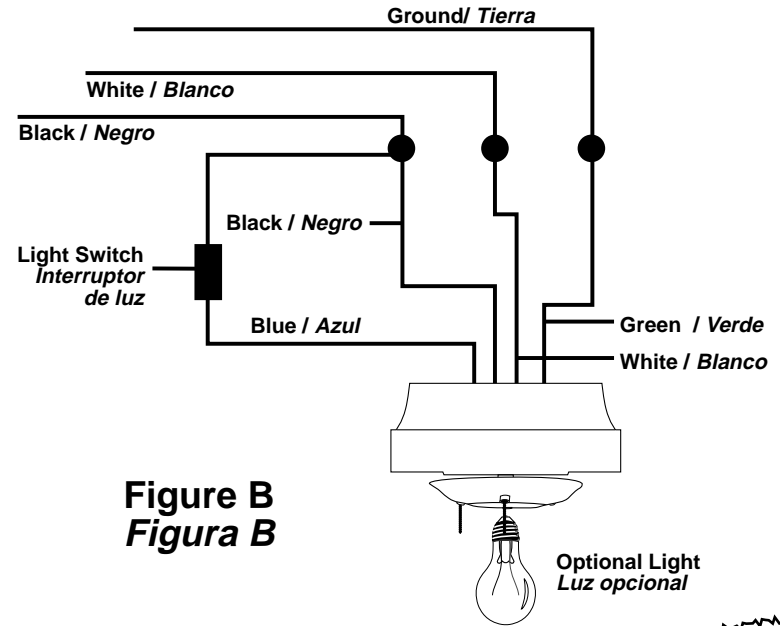 Ground/ Tierra
White / Blanco
Black / Negro
Black / Negro
Light Switch
Interruptor
de luz
Blue / Azul
Green / Verde
White / Blanco
Figure B
Figura B
Optional Light
Luz opcional